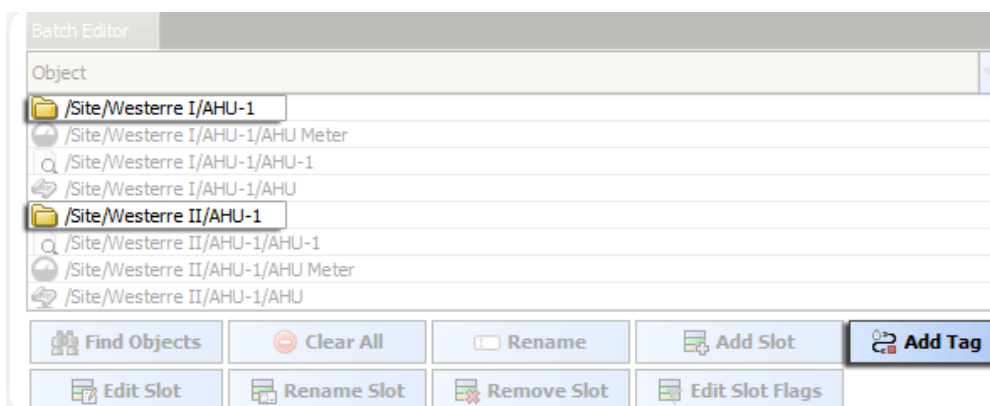 Batch Editor
Object
/Site/Westerre I/AHU-1
/Site/Westerre I/AHU-1/AHU Meter
/Site/Westerre I/AHU-1/AHU-1
/Site/Westerre I/AHU-1/AHU
/Site/Westerre II/AHU-1
/Site/Westerre II/AHU-1/AHU-1
/Site/Westerre II/AHU-1/AHU Meter
/Site/Westerre II/AHU-1/AHU
Find Objects Clear All Rename Add Slot Add Tag
Edit Slot Rename Slot Remove Slot Edit Slot Flags